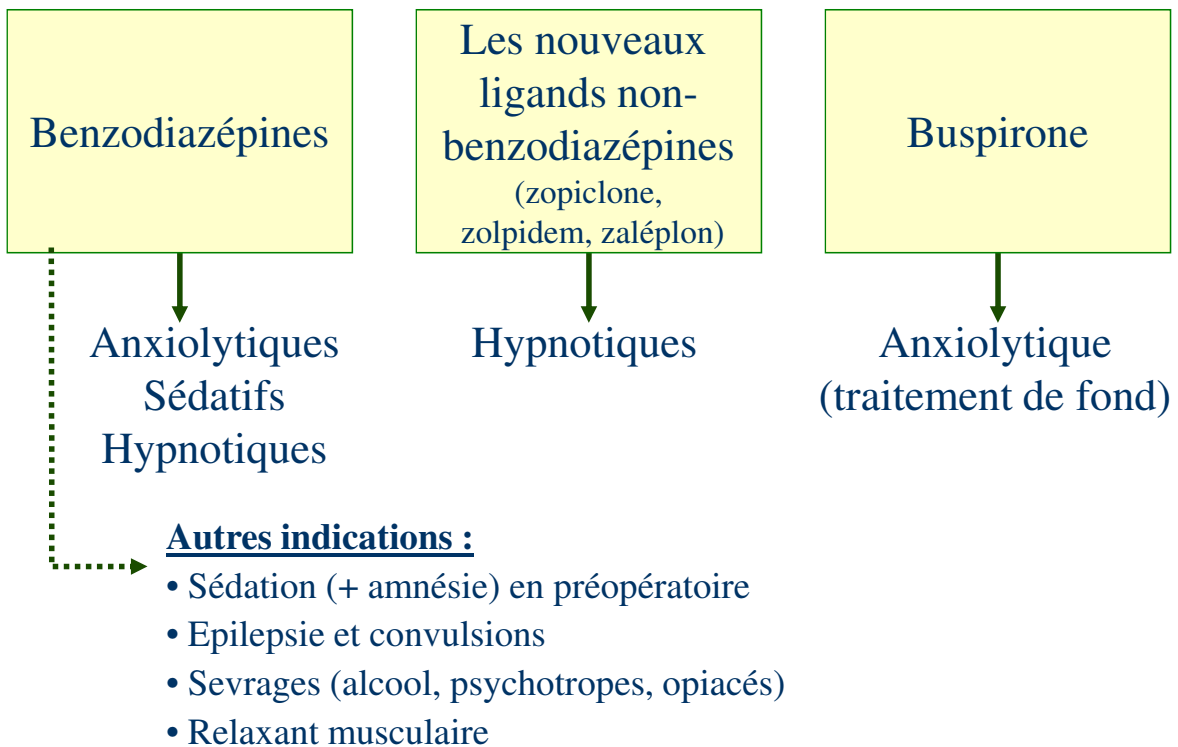 Benzodiazépines
Les nouveaux
ligands non-
benzodiazépines
(zopiclone,
zolpidem, zaléplon)
Buspirone
Anxiolytiques
Sédatifs
Hypnotiques
Hypnotiques
Anxiolytique
(traitement de fond)
Autres indications :
• Sédation (+ amnésie) en préopératoire
• Epilepsie et convulsions
• Sevrages (alcool, psychotropes, opiacés)
• Relaxant musculaire